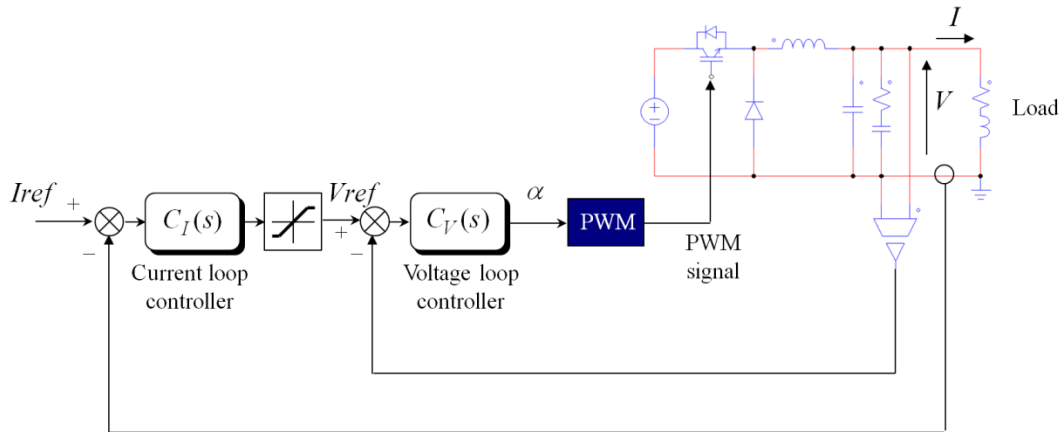 I
V
Load
Iref
+
−
C_I(s)
Current loop
controller
Vref
+
−
C_V(s)
Voltage loop
controller
α
PWM
PWM
signal